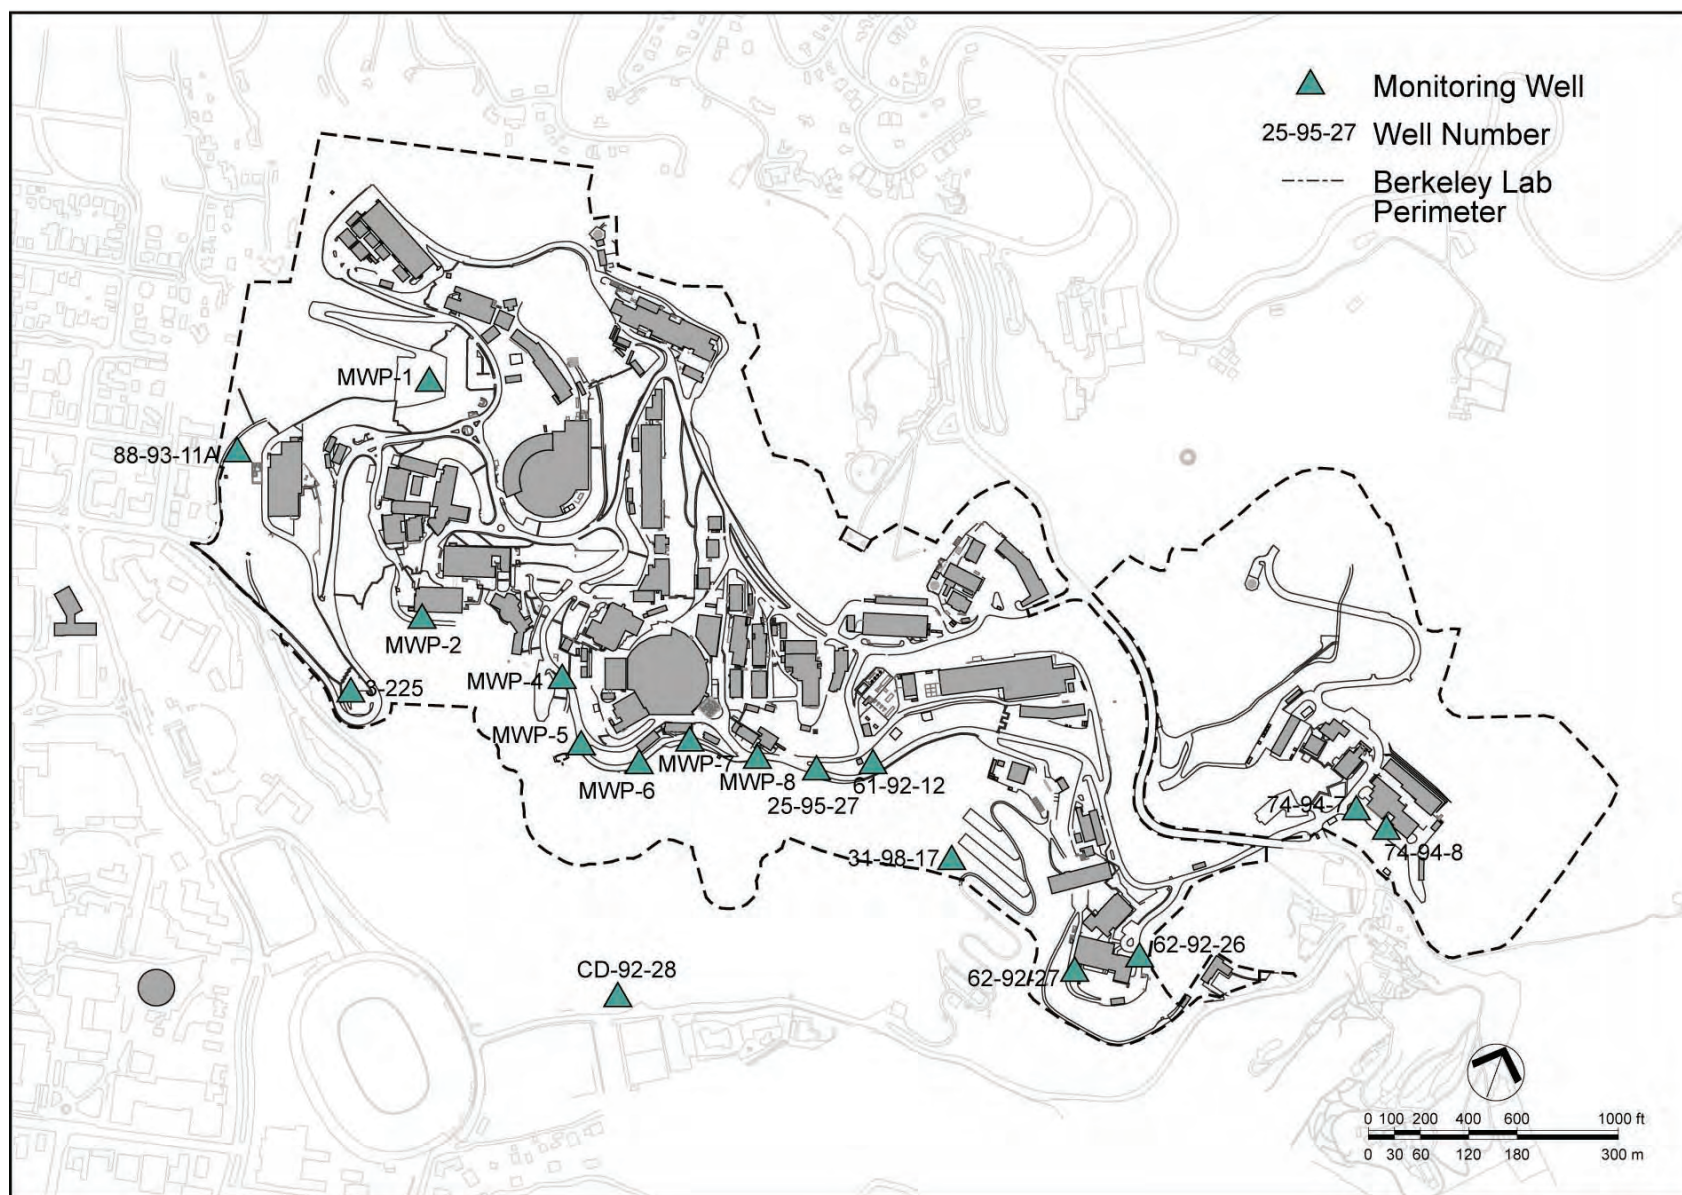 Monitoring Well
25-95-27 Well Number
Berkeley Lab
Perimeter
MWP-1
88-93-11A
MWP-2
MWP-4
3-225
MWP-5
MWP-7
MWP-6
MWP-8
61-92-12
25-95-27
74-94-7
74-94-8
31-98-17
62-92-26
62-92-27
CD-92-28
0 100 200 400 600 1000 ft
0 30 60 120 180 300 m